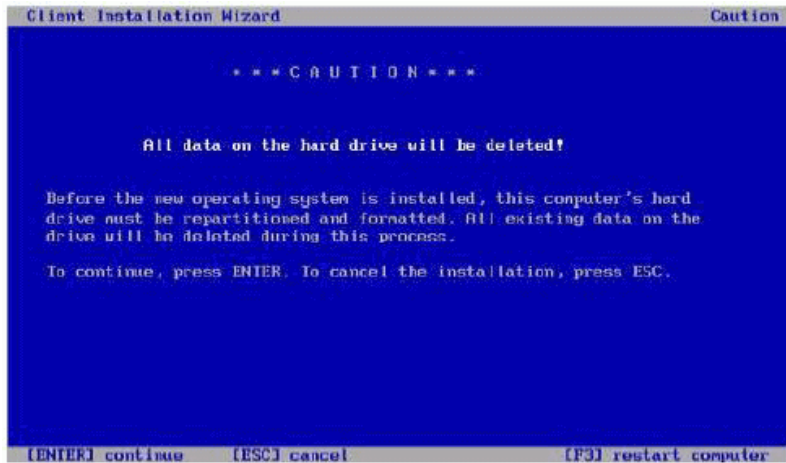 Client Installation Wizard Caution
* * * C A U T I O N * * *
All data on the hard drive will be deleted!
Before the new operating system is installed, this computer's hard
drive must be repartitioned and formatted. All existing data on the
drive will be deleted during this process.
To continue, press ENTER. To cancel the installation, press ESC.
[ENTER] continue [ESC] cancel [F3] restart computer